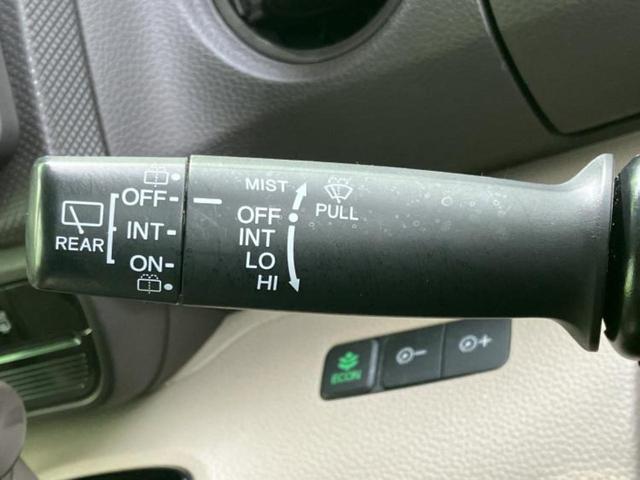 OFF
INT
ON
REAR
MIST
OFF
INT
LO
HI
PULL
ECON